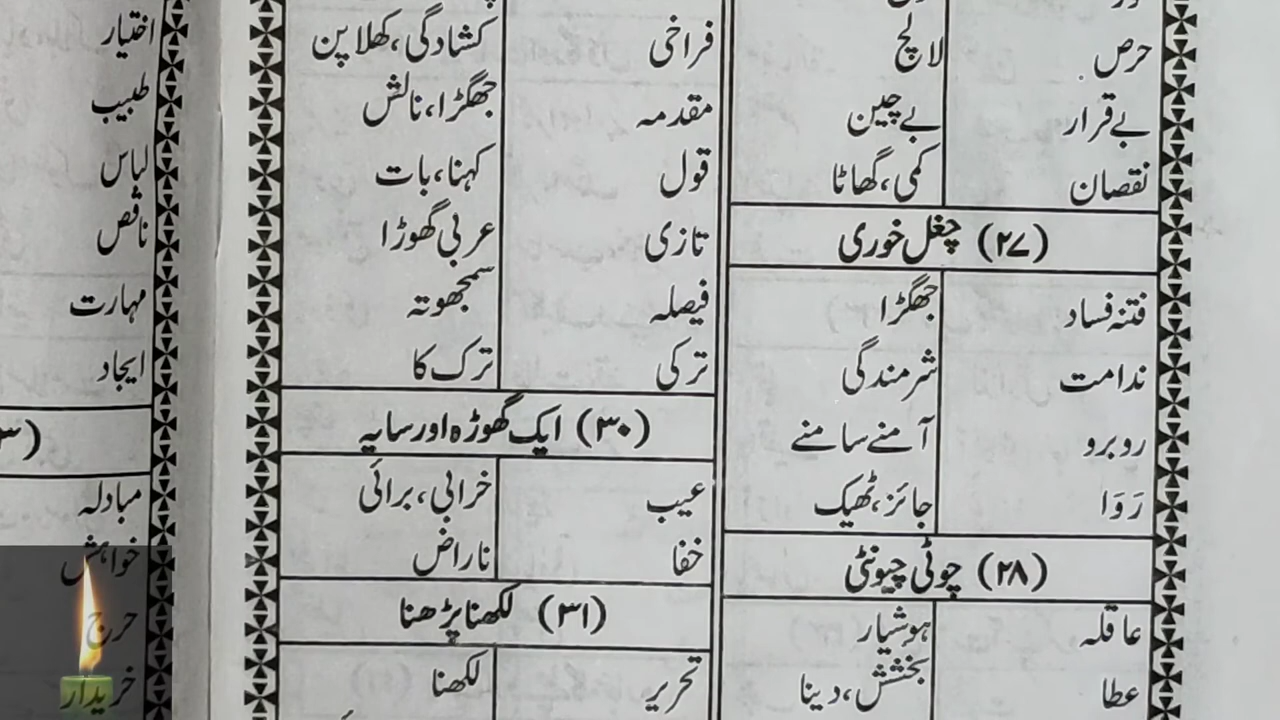 حرص لالچ
بے قرار بے چین
نقصان کمی، گھاٹا
(۲۷) چغل خوری
فتنہ فساد جھگڑا
ندامت شرمندگی
روبرو آمنے سامنے
رَوَا جائز، ٹھیک
(۲۸) چوٹی چیونٹی
عاقلہ ہوشیار
عطا بخشش، دینا
فراخی کشادگی، کھلا پن
مقدمہ جھگڑا، نالش
قول کہنا، بات
تازی عربی گھوڑا
فیصلہ سمجھوتہ
ترکی ترک کا
(۳۰) ایک گھوڑہ اور سایہ
عیب خرابی، برائی
خفا ناراض
(۳۱) لکھنا پڑھنا
تحریر لکھنا
اختیار
طبیب
لباس
ناقص
مہارت
ایجاد
مبادلہ
خواہش
حرج
خریدار